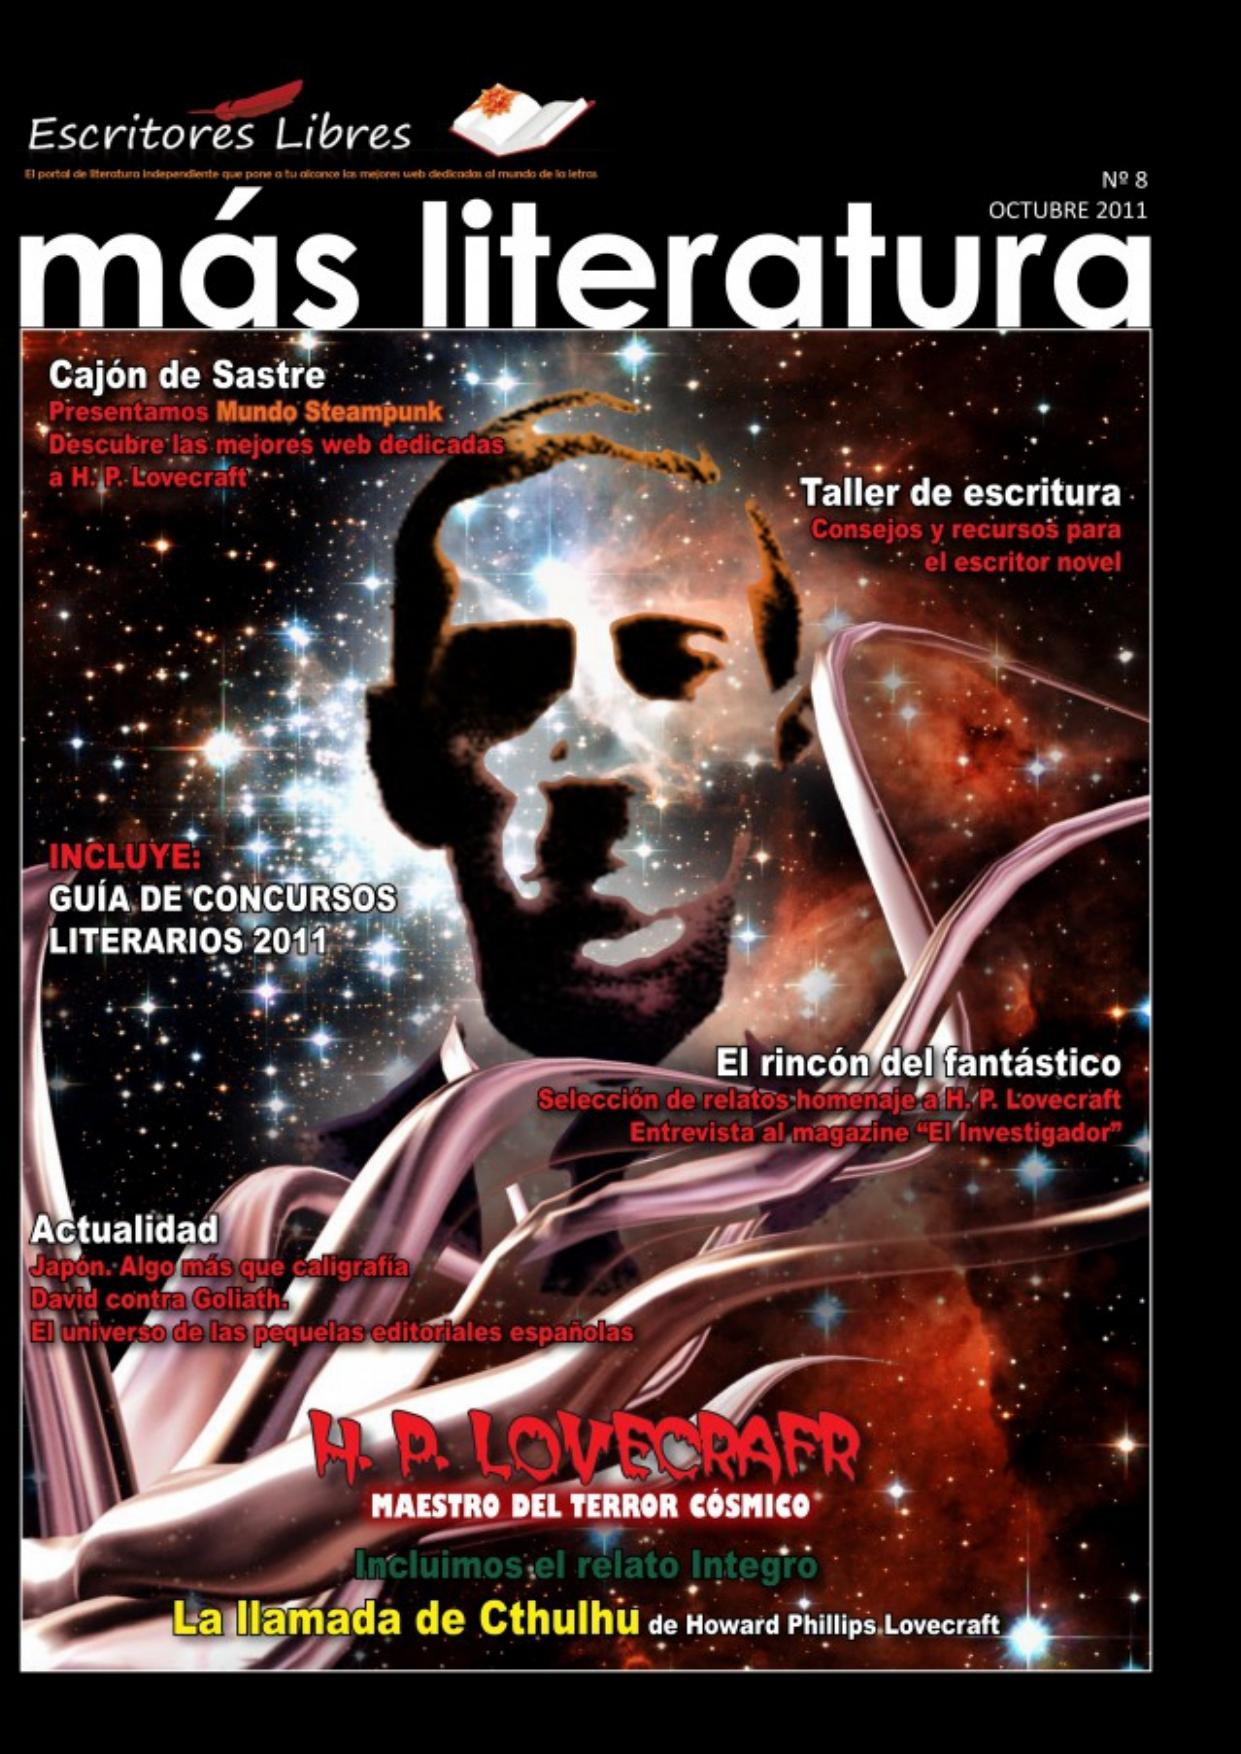 Escritores Libres
El portal de literatura independiente que pone a tu alcance las mejores web dedicadas al mundo de la letras
Nº 8
OCTUBRE 2011
más literatura
Cajón de Sastre
Presentamos Mundo Steampunk
Descubre las mejores web dedicadas
a H. P. Lovecraft
Taller de escritura
Consejos y recursos para
el escritor novel
INCLUYE:
GUÍA DE CONCURSOS
LITERARIOS 2011
El rincón del fantástico
Selección de relatos homenaje a H. P. Lovecraft
Entrevista al magazine “El Investigador”
Actualidad
Japón. Algo más que caligrafía
David contra Goliath.
El universo de las pequelas editoriales españolas
H. P. LOVECRAFR
MAESTRO DEL TERROR CÓSMICO
Incluimos el relato Integro
La llamada de Cthulhu de Howard Phillips Lovecraft